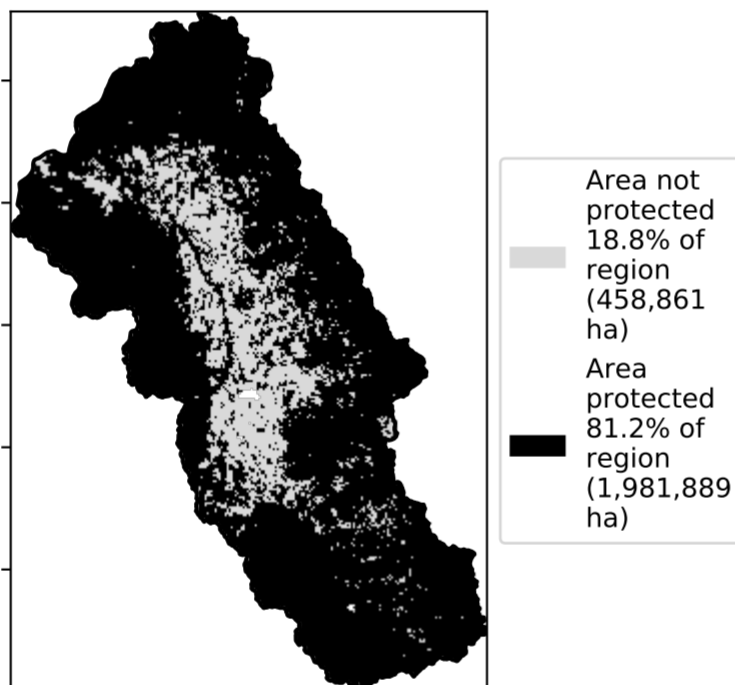 Area not
protected
18.8% of
region
(458,861
ha)
Area
protected
81.2% of
region
(1,981,889
ha)